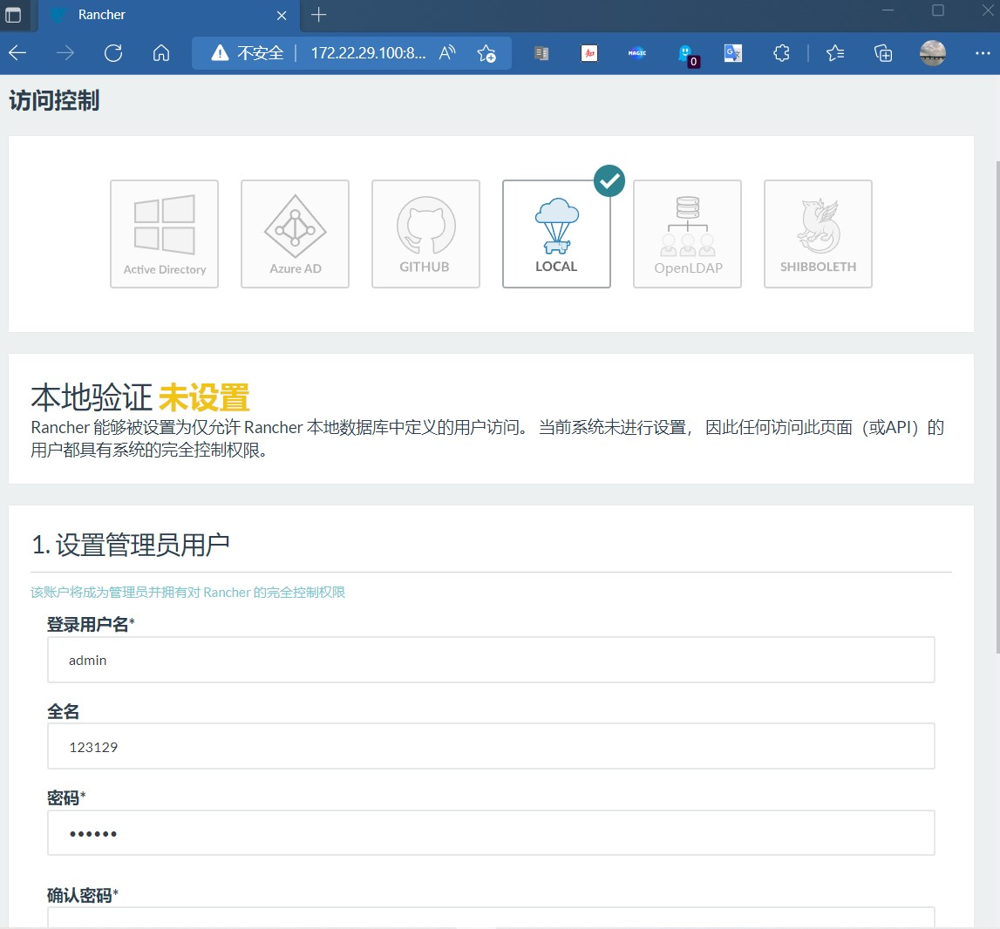 Rancher
不安全
172.22.29.100:8...
MAGIC
0
访问控制
Active Directory
Azure AD
GITHUB
LOCAL
OpenLDAP
SHIBBOLETH
本地验证 未设置
Rancher 能够被设置为仅允许 Rancher 本地数据库中定义的用户访问。 当前系统未进行设置， 因此任何访问此页面（或API）的
用户都具有系统的完全控制权限。
1. 设置管理员用户
该账户将成为管理员并拥有对 Rancher 的完全控制权限
登录用户名*
admin
全名
123129
密码*
••••••
确认密码*